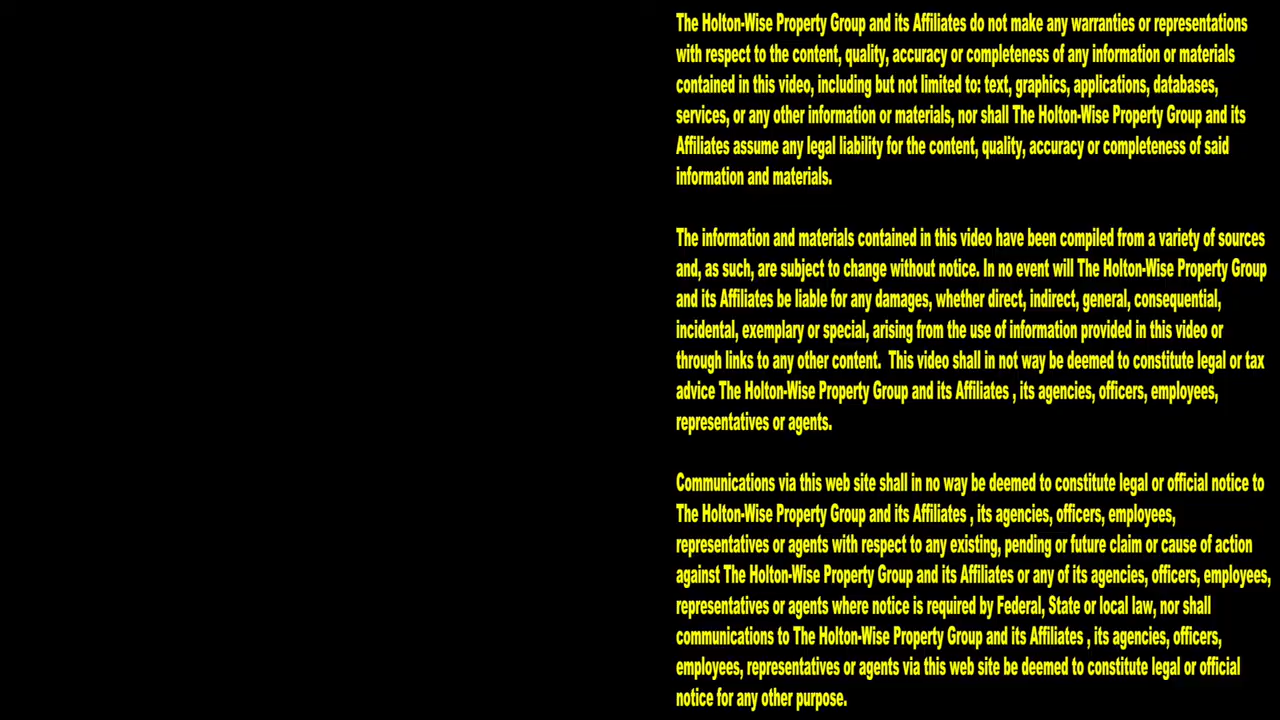 The Holton-Wise Property Group and its Affiliates do not make any warranties or representations
with respect to the content, quality, accuracy or completeness of any information or materials
contained in this video, including but not limited to: text, graphics, applications, databases,
services, or any other information or materials, nor shall The Holton-Wise Property Group and its
Affiliates assume any legal liability for the content, quality, accuracy or completeness of said
information and materials.
The information and materials contained in this video have been compiled from a variety of sources
and, as such, are subject to change without notice. In no event will The Holton-Wise Property Group
and its Affiliates be liable for any damages, whether direct, indirect, general, consequential,
incidental, exemplary or special, arising from the use of information provided in this video or
through links to any other content.  This video shall in not way be deemed to constitute legal or tax
advice The Holton-Wise Property Group and its Affiliates , its agencies, officers, employees,
representatives or agents.
Communications via this web site shall in no way be deemed to constitute legal or official notice to
The Holton-Wise Property Group and its Affiliates , its agencies, officers, employees,
representatives or agents with respect to any existing, pending or future claim or cause of action
against The Holton-Wise Property Group and its Affiliates or any of its agencies, officers, employees,
representatives or agents where notice is required by Federal, State or local law, nor shall
communications to The Holton-Wise Property Group and its Affiliates , its agencies, officers,
employees, representatives or agents via this web site be deemed to constitute legal or official
notice for any other purpose.